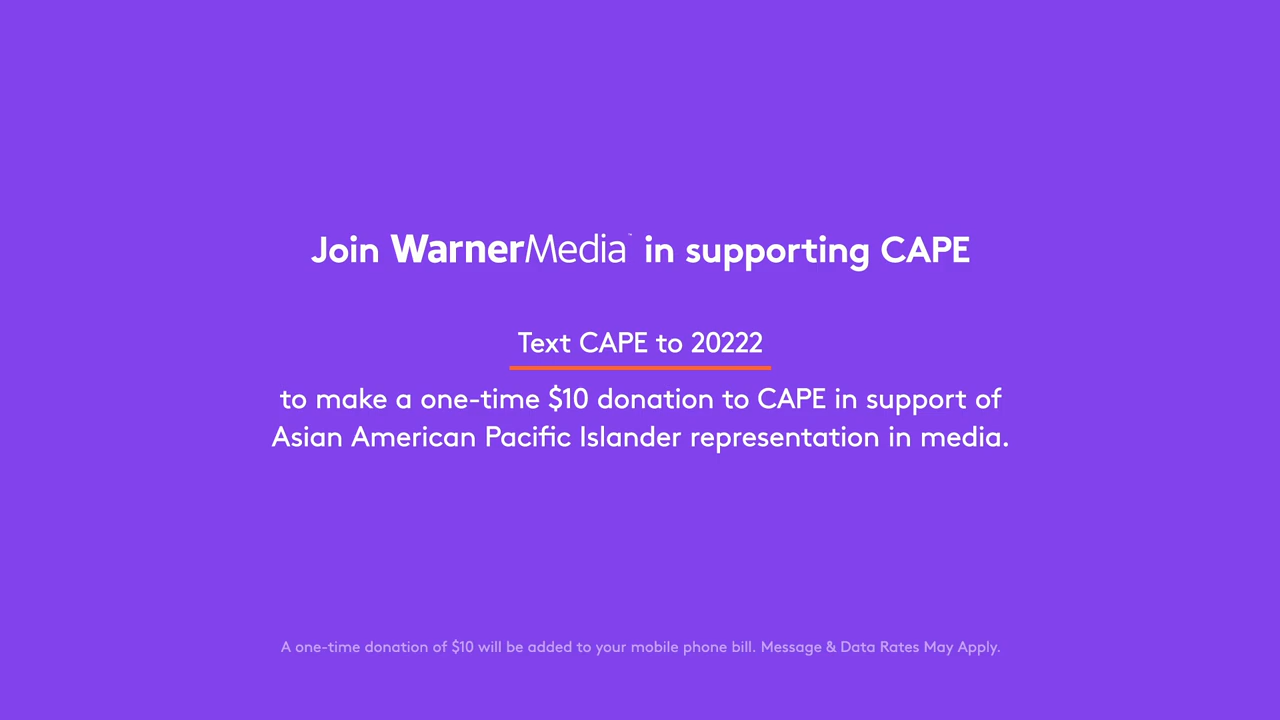 Join WarnerMedia™ in supporting CAPE
Text CAPE to 20222
to make a one-time $10 donation to CAPE in support of
Asian American Pacific Islander representation in media.
A one-time donation of $10 will be added to your mobile phone bill. Message & Data Rates May Apply.